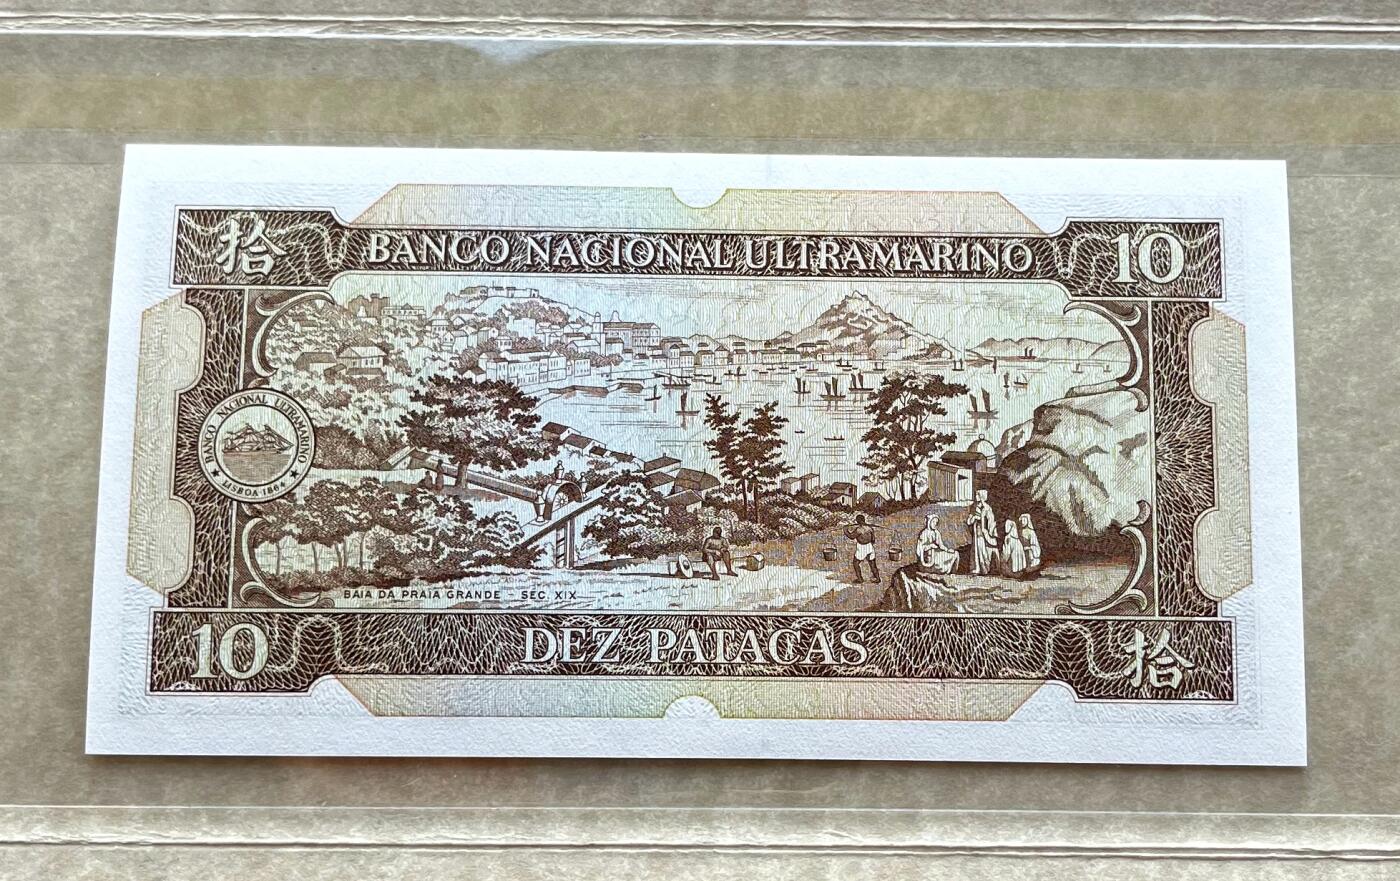 拾
BANCO NACIONAL ULTRAMARINO
10
BANCO NACIONAL ULTRAMARINO
★ LISBOA 1864 ★
BAIA DA PRAIA GRANDE - SÉC. XIX
10
DEZ PATACAS
拾